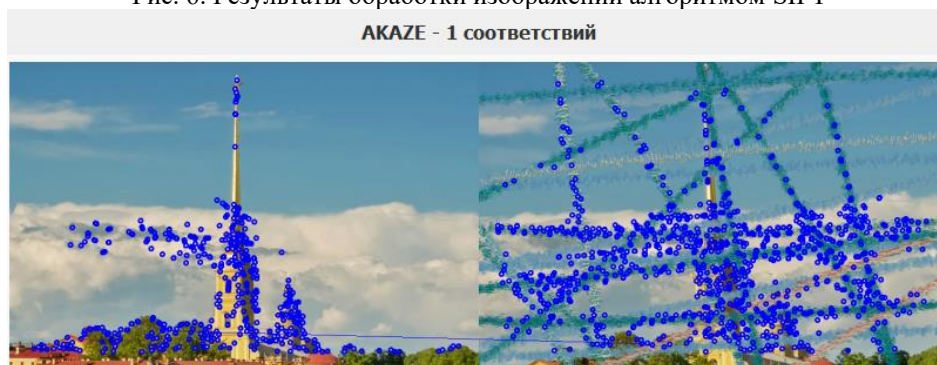 Рис. 6. Результаты обработки изображений алгоритмом SIFT
AKAZE - 1 соответствий